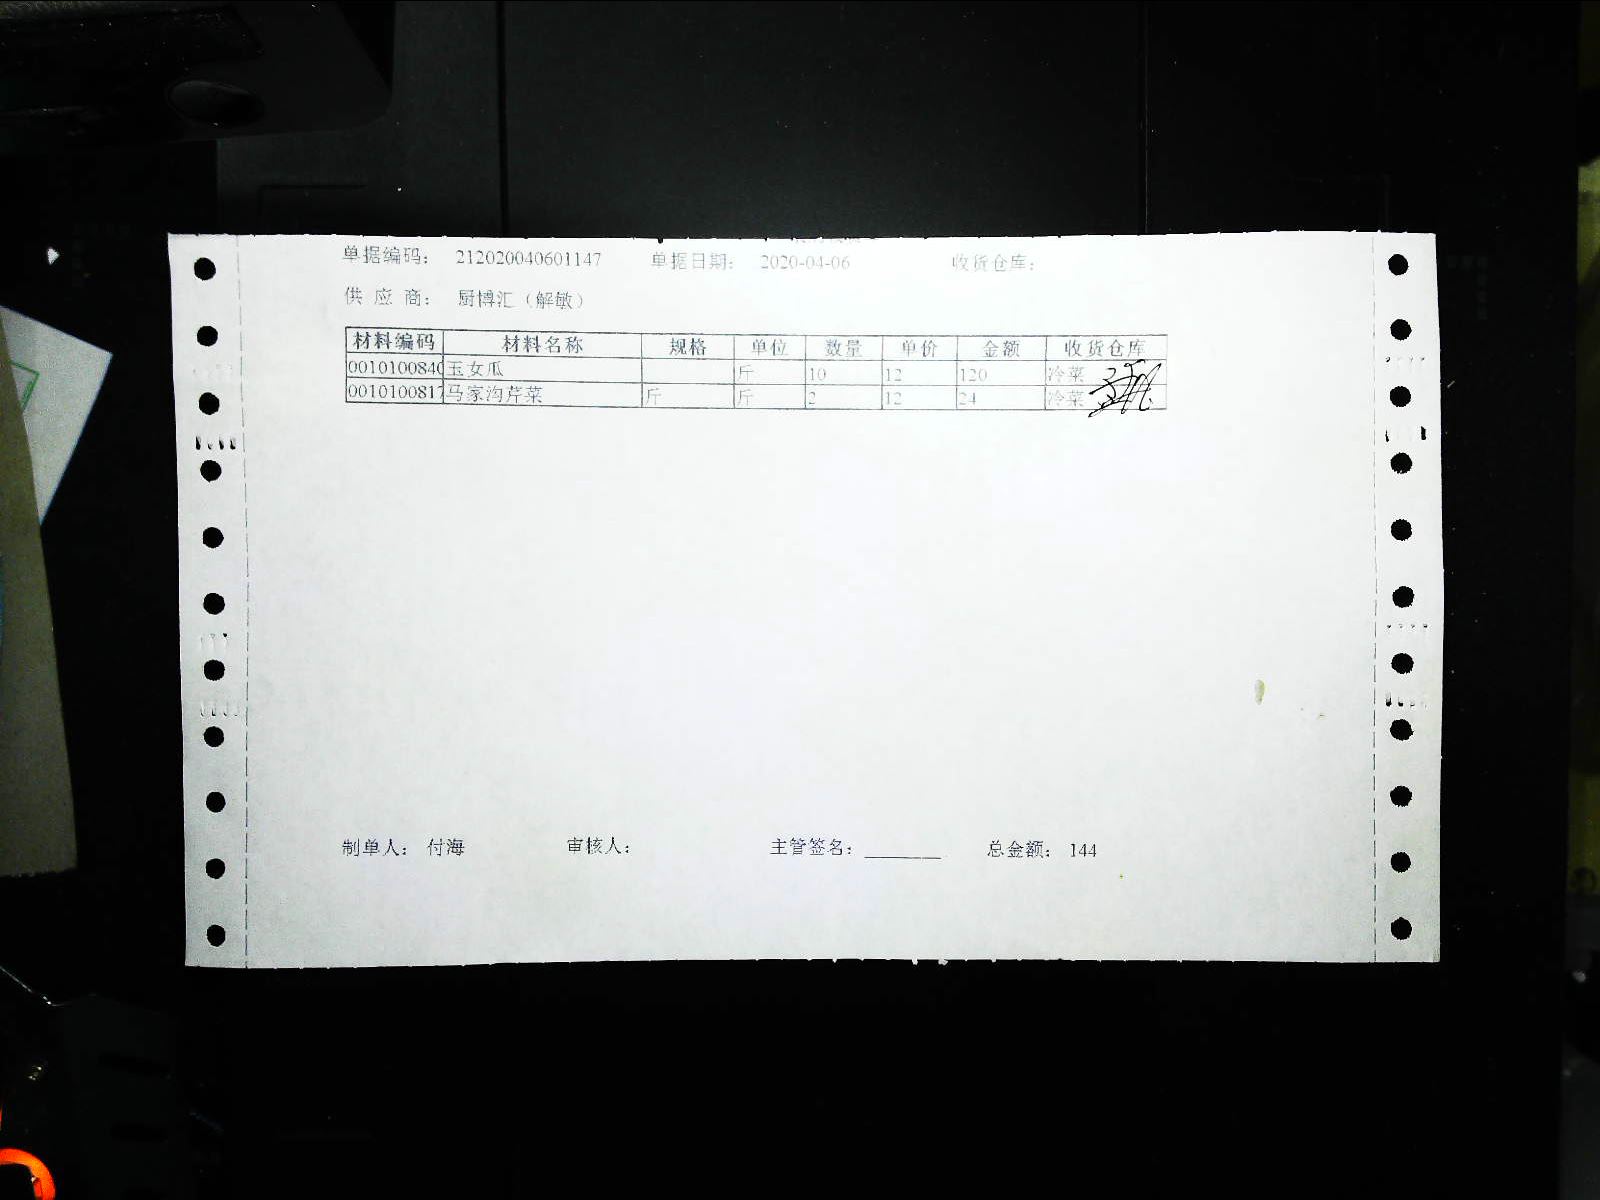 单据编码： 212020040601147 单据日期： 2020-04-06 收货仓库：
供 应 商： 厨博汇（解敏）
材料编码 材料名称 规格 单位 数量 单价 金额 收货仓库
0010100840 玉女瓜 斤 10 12 120 冷菜
0010100817 马家沟芹菜 斤 斤 2 12 24 冷菜
制单人： 付海 审核人： 主管签名： 总金额： 144